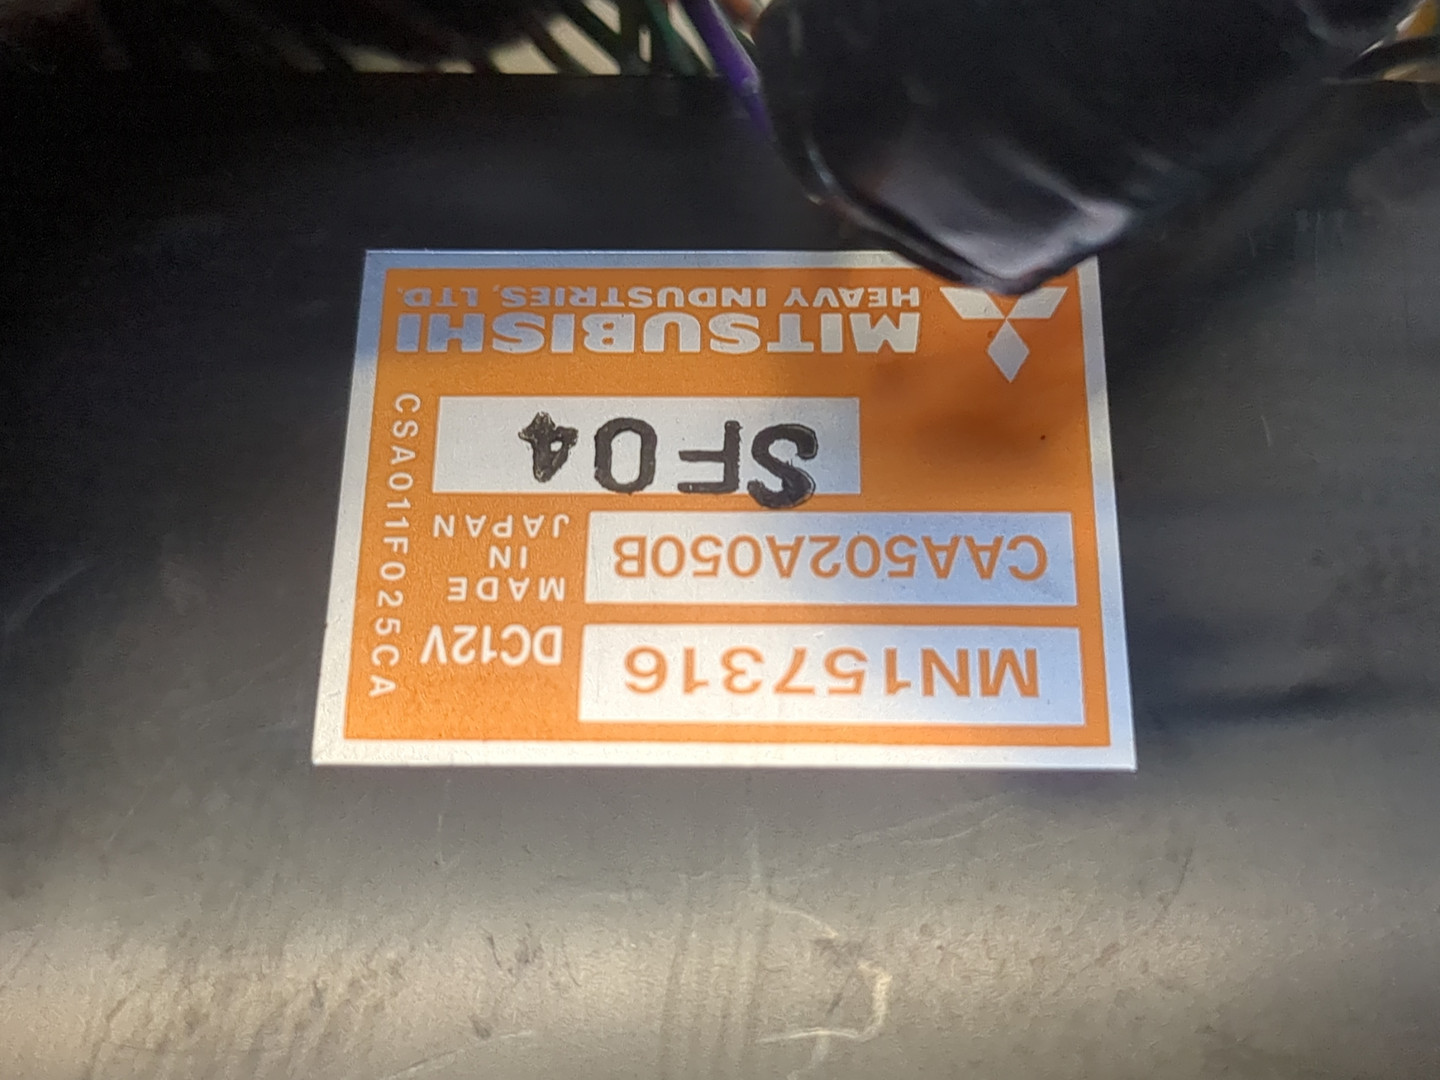 MN157316
DC12V
CAA502A050B
MADE
IN
JAPAN
SF04
MITSUBISHI
HEAVY INDUSTRIES, LTD.
CSA011F025CA